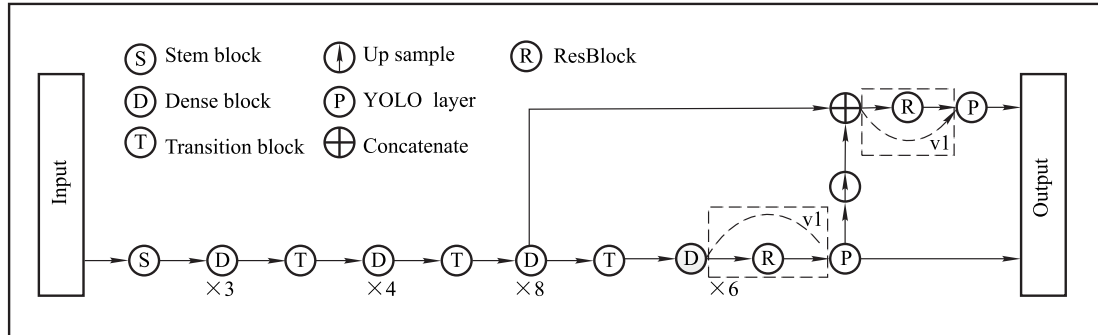 S Stem block
Up sample
R ResBlock
D Dense block
P YOLO layer
T Transition block
Concatenate
Input
Output
R
P
v1
v1
S
D
T
D
T
D
T
D
R
P
×3
×4
×8
×6